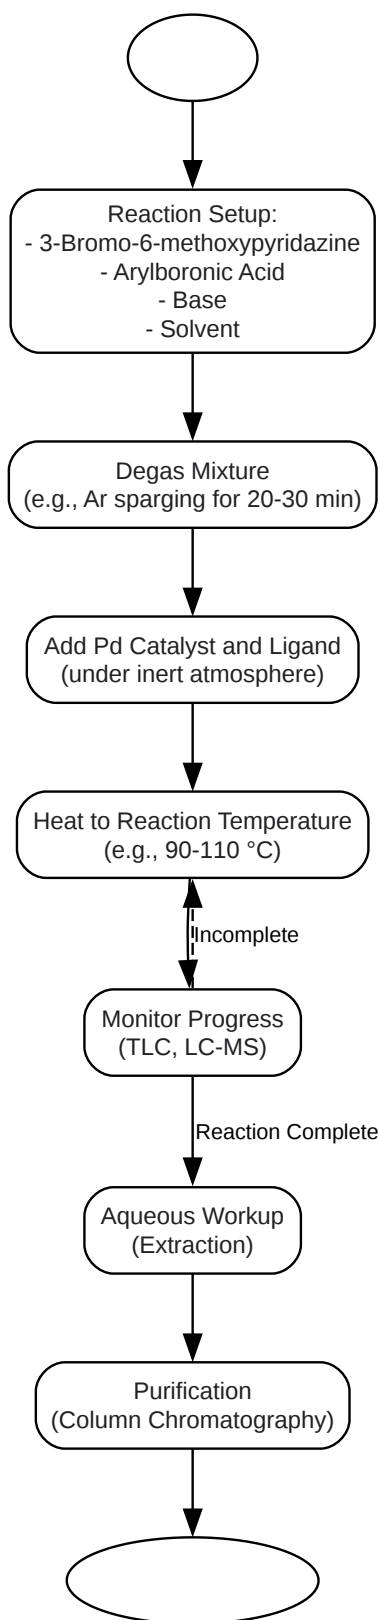 Reaction Setup:
- 3-Bromo-6-methoxypyridazine
- Arylboronic Acid
- Base
- Solvent
Degas Mixture
(e.g., Ar sparging for 20-30 min)
Add Pd Catalyst and Ligand
(under inert atmosphere)
Heat to Reaction Temperature
(e.g., 90-110 °C)
Incomplete
Monitor Progress
(TLC, LC-MS)
Reaction Complete
Aqueous Workup
(Extraction)
Purification
(Column Chromatography)